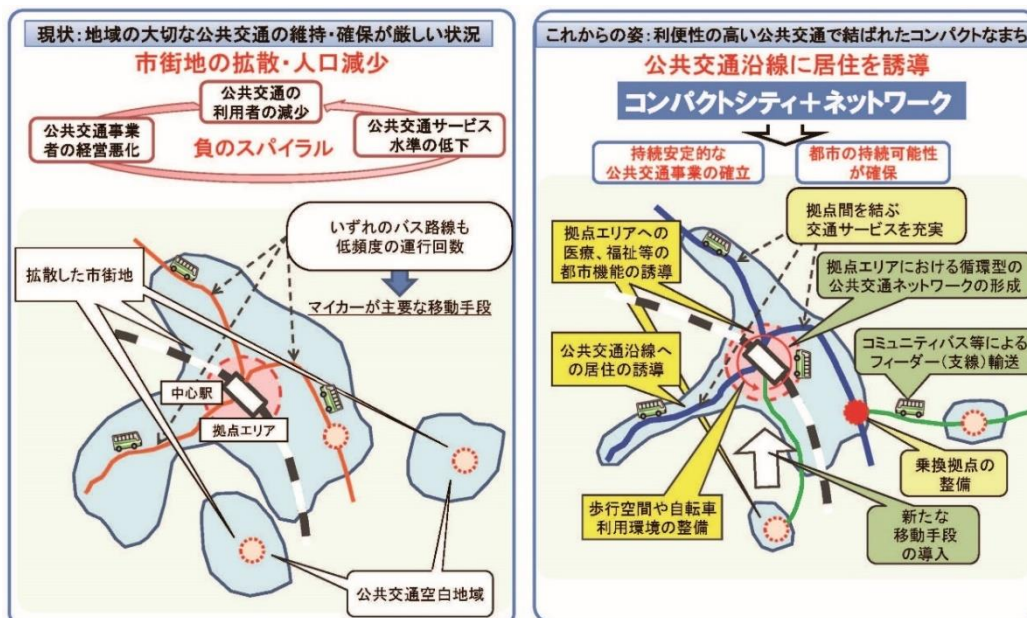 現状：地域の大切な公共交通の維持・確保が厳しい状況
市街地の拡散・人口減少
公共交通の
利用者の減少
公共交通事業
者の経営悪化
負のスパイラル
公共交通サービス
水準の低下
いずれのバス路線も
低頻度の運行回数
拡散した市街地
マイカーが主要な移動手段
中心駅
拠点エリア
公共交通空白地域
これからの姿：利便性の高い公共交通で結ばれたコンパクトなまち
公共交通沿線に居住を誘導
コンパクトシティ＋ネットワーク
持続安定的な
公共交通事業の確立
都市の持続可能性
が確保
拠点エリアへの
医療、福祉等の
都市機能の誘導
拠点間を結ぶ
交通サービスを充実
拠点エリアにおける循環型の
公共交通ネットワークの形成
公共交通沿線へ
の居住の誘導
コミュニティバス等による
フィーダー（支線）輸送
乗換拠点の
整備
歩行空間や自転車
利用環境の整備
新たな
移動手段
の導入